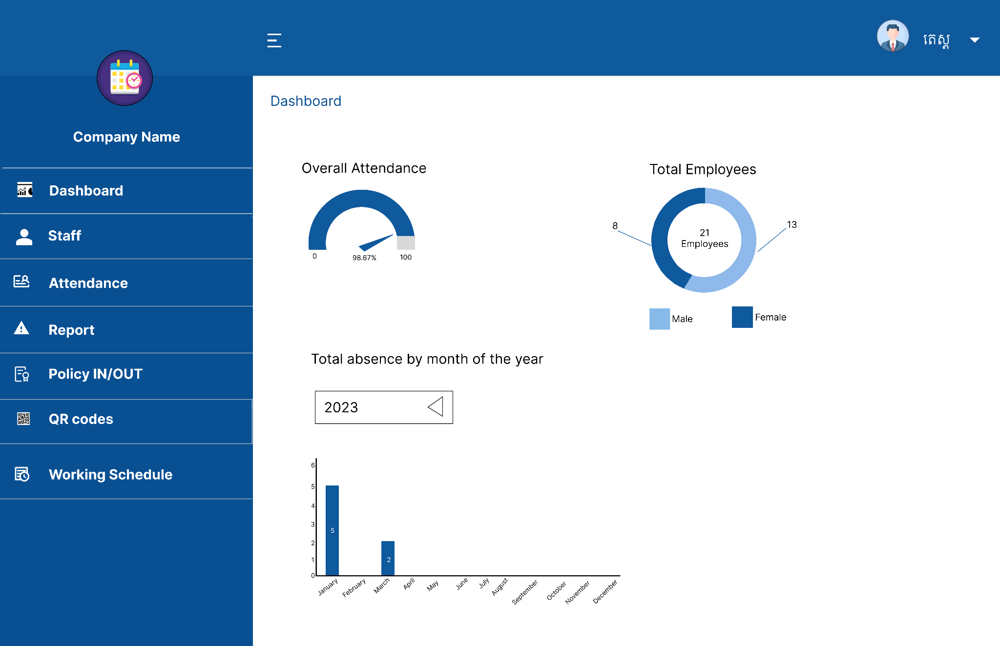 តេស្ត
Company Name
Dashboard
Staff
Attendance
Report
Policy IN/OUT
QR codes
Working Schedule
Dashboard
Overall Attendance
0
98.67%
100
Total Employees
8
21
Employees
13
Male
Female
Total absence by month of the year
2023
6
5
4
3
2
1
0
5
2
January
February
March
April
May
June
July
August
September
October
November
December